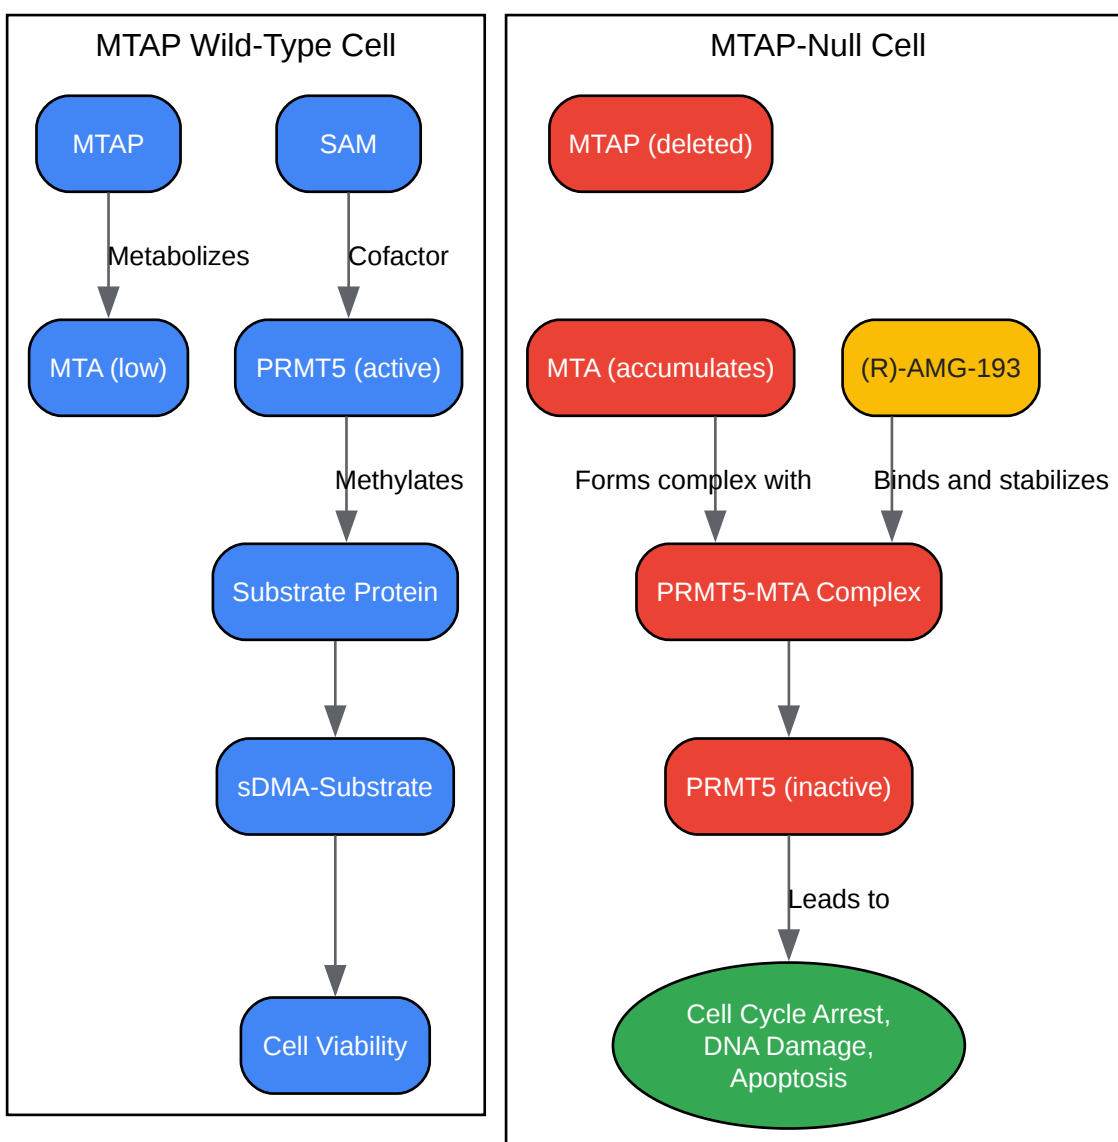 MTAP Wild-Type Cell
MTAP
SAM
Metabolizes
Cofactor
MTA (low)
PRMT5 (active)
Methylates
Substrate Protein
sDMA-Substrate
Cell Viability
MTAP-Null Cell
MTAP (deleted)
MTA (accumulates)
(R)-AMG-193
Forms complex with
Binds and stabilizes
PRMT5-MTA Complex
PRMT5 (inactive)
Leads to
Cell Cycle Arrest,
DNA Damage,
Apoptosis